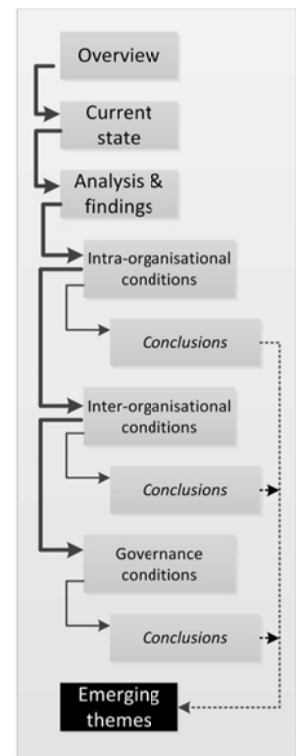 Overview
Current
state
Analysis &
findings
Intra-organisational
conditions
Conclusions
Inter-organisational
conditions
Conclusions
Governance
conditions
Conclusions
Emerging
themes